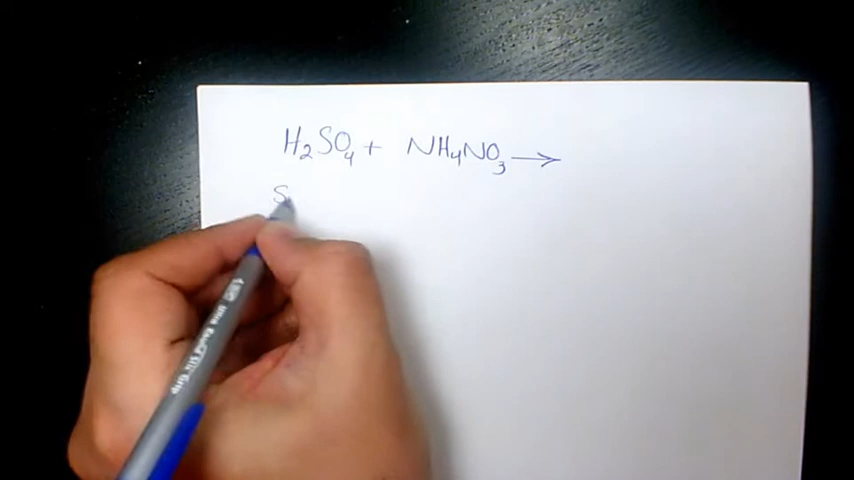 H₂SO₄ + NH₄NO₃ →
S